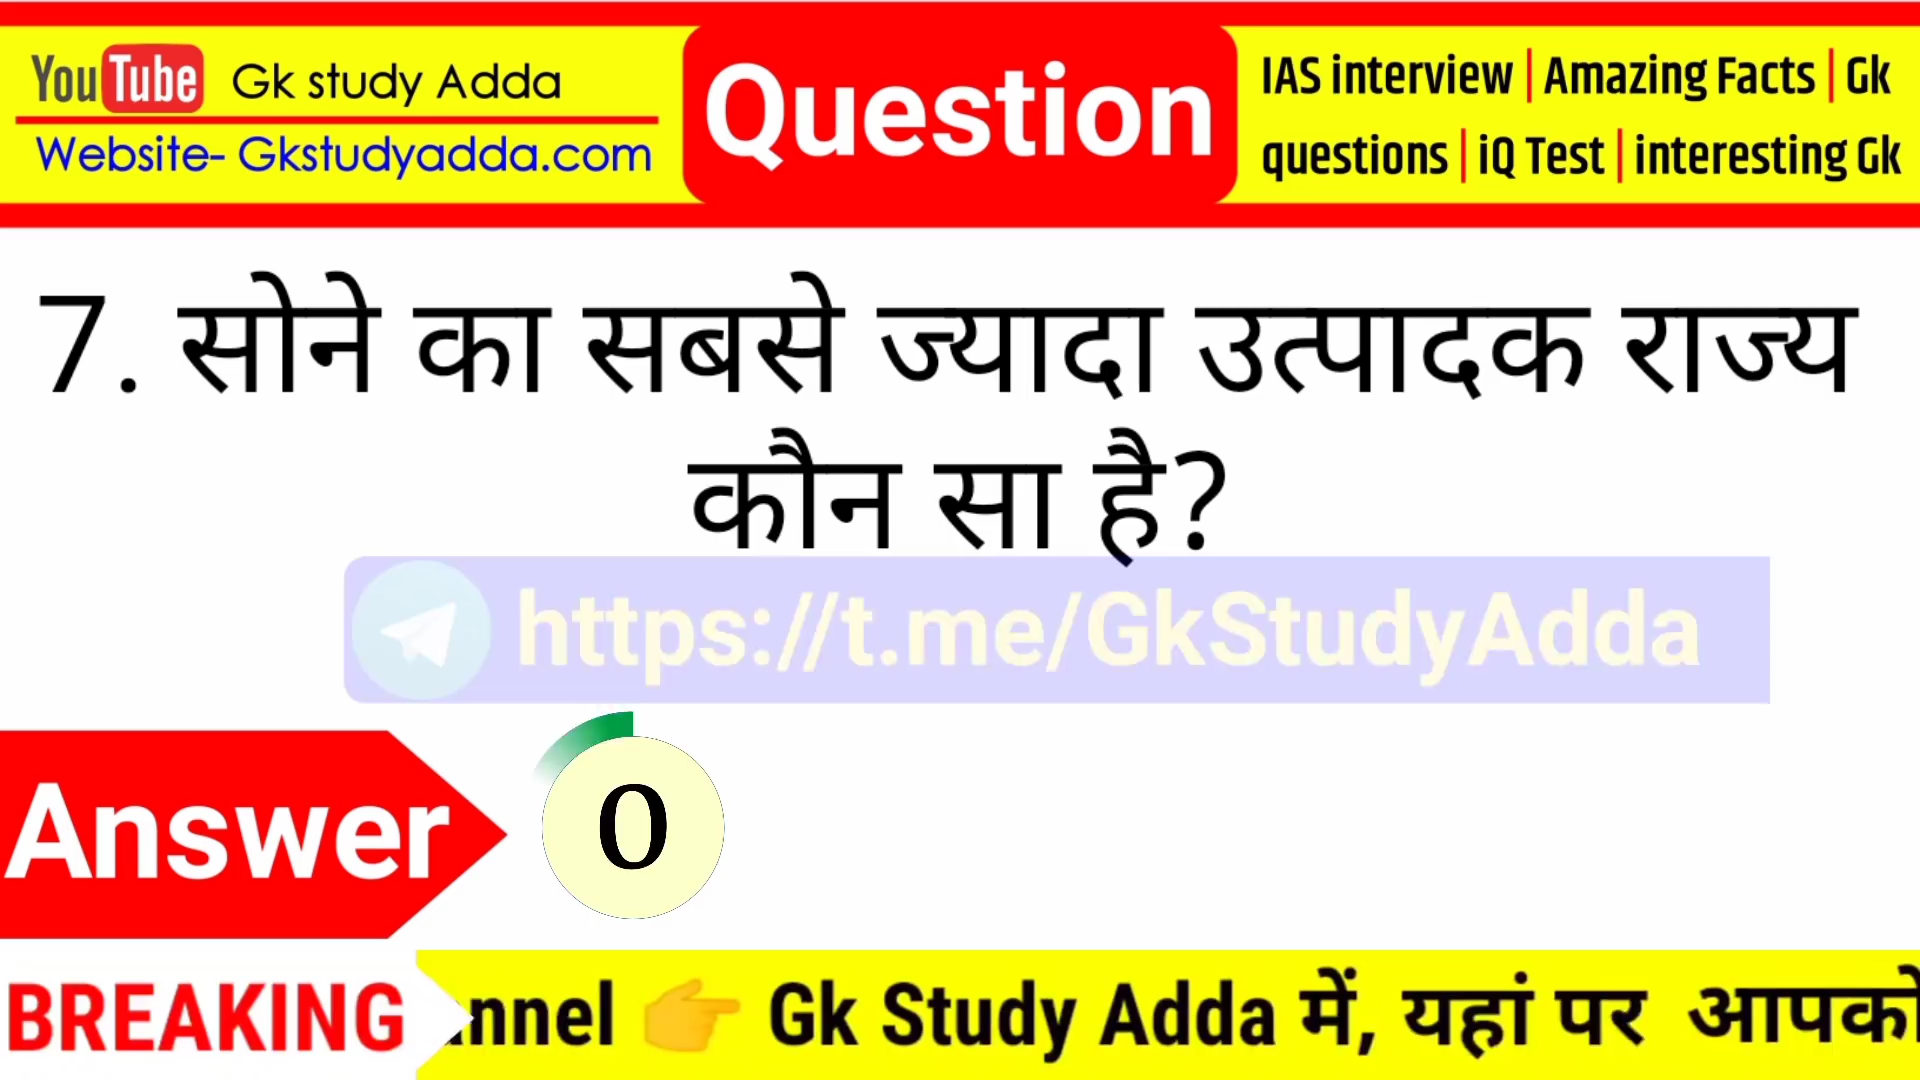 YouTube Gk study Adda
Website- Gkstudyadda.com
Question
IAS interview | Amazing Facts | Gk
questions | iQ Test | interesting Gk
7. सोने का सबसे ज्यादा उत्पादक राज्य
कौन सा है?
https://t.me/GkStudyAdda
Answer
0
BREAKING
nnel 👉 Gk Study Adda में, यहां पर आपको